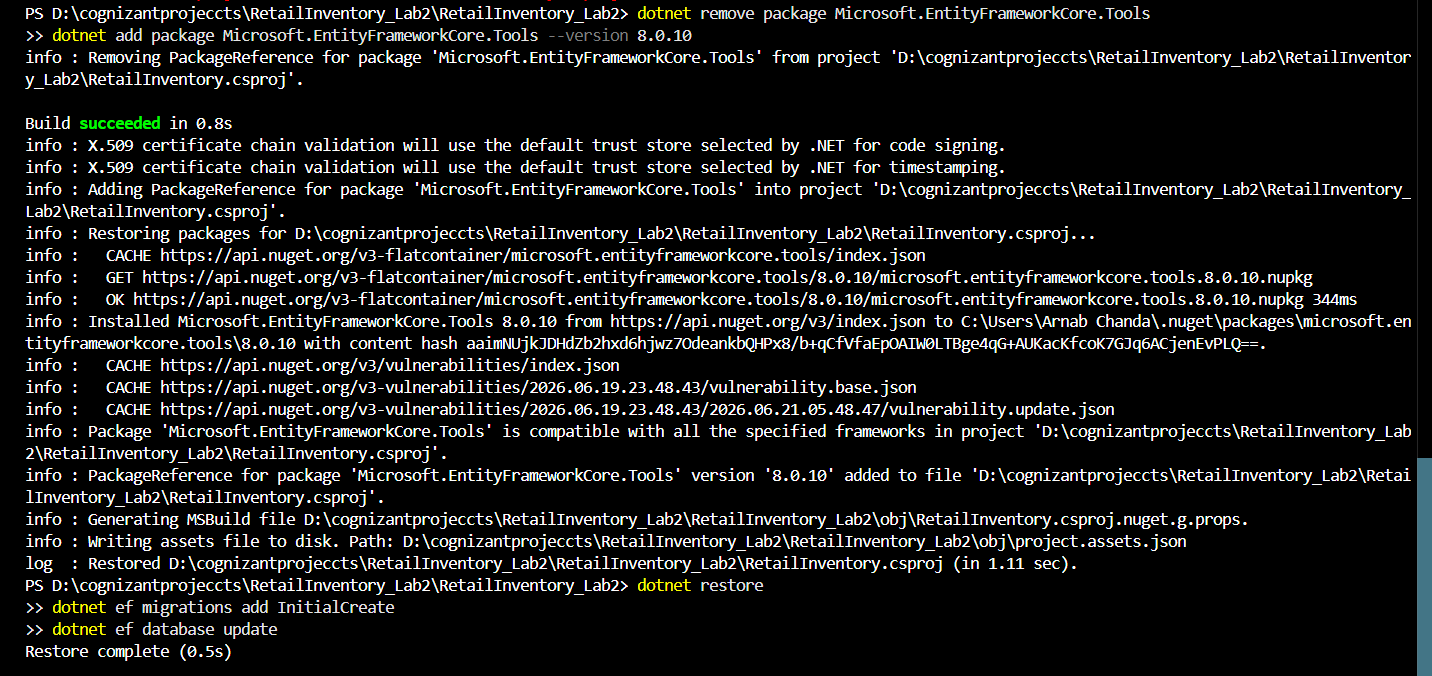 PS D:\cognizantprojeccts\RetailInventory_Lab2\RetailInventory_Lab2> dotnet remove package Microsoft.EntityFrameworkCore.Tools
>> dotnet add package Microsoft.EntityFrameworkCore.Tools --version 8.0.10
info : Removing PackageReference for package 'Microsoft.EntityFrameworkCore.Tools' from project 'D:\cognizantprojeccts\RetailInventory_Lab2\RetailInventor
y_Lab2\RetailInventory.csproj'.
Build succeeded in 0.8s
info : X.509 certificate chain validation will use the default trust store selected by .NET for code signing.
info : X.509 certificate chain validation will use the default trust store selected by .NET for timestamping.
info : Adding PackageReference for package 'Microsoft.EntityFrameworkCore.Tools' into project 'D:\cognizantprojeccts\RetailInventory_Lab2\RetailInventory_
Lab2\RetailInventory.csproj'.
info : Restoring packages for D:\cognizantprojeccts\RetailInventory_Lab2\RetailInventory_Lab2\RetailInventory.csproj...
info :   CACHE https://api.nuget.org/v3-flatcontainer/microsoft.entityframeworkcore.tools/index.json
info :   GET https://api.nuget.org/v3-flatcontainer/microsoft.entityframeworkcore.tools/8.0.10/microsoft.entityframeworkcore.tools.8.0.10.nupkg
info :   OK https://api.nuget.org/v3-flatcontainer/microsoft.entityframeworkcore.tools/8.0.10/microsoft.entityframeworkcore.tools.8.0.10.nupkg 344ms
info : Installed Microsoft.EntityFrameworkCore.Tools 8.0.10 from https://api.nuget.org/v3/index.json to C:\Users\Arnab Chanda\.nuget\packages\microsoft.en
tityframeworkcore.tools\8.0.10 with content hash aaimNUjkJDHdZb2hxd6hjwz7OdeankbQHPx8/b+qCfVfaEpOAIW0LTBge4qG+AUKacKfcoK7GJq6ACjenEvPLQ==.
info :   CACHE https://api.nuget.org/v3/vulnerabilities/index.json
info :   CACHE https://api.nuget.org/v3-vulnerabilities/2026.06.19.23.48.43/vulnerability.base.json
info :   CACHE https://api.nuget.org/v3-vulnerabilities/2026.06.19.23.48.43/2026.06.21.05.48.47/vulnerability.update.json
info : Package 'Microsoft.EntityFrameworkCore.Tools' is compatible with all the specified frameworks in project 'D:\cognizantprojeccts\RetailInventory_Lab
2\RetailInventory_Lab2\RetailInventory.csproj'.
info : PackageReference for package 'Microsoft.EntityFrameworkCore.Tools' version '8.0.10' added to file 'D:\cognizantprojeccts\RetailInventory_Lab2\Retai
lInventory_Lab2\RetailInventory.csproj'.
info : Generating MSBuild file D:\cognizantprojeccts\RetailInventory_Lab2\RetailInventory_Lab2\obj\RetailInventory.csproj.nuget.g.props.
info : Writing assets file to disk. Path: D:\cognizantprojeccts\RetailInventory_Lab2\RetailInventory_Lab2\obj\project.assets.json
log  : Restored D:\cognizantprojeccts\RetailInventory_Lab2\RetailInventory_Lab2\RetailInventory.csproj (in 1.11 sec).
PS D:\cognizantprojeccts\RetailInventory_Lab2\RetailInventory_Lab2> dotnet restore
>> dotnet ef migrations add InitialCreate
>> dotnet ef database update
Restore complete (0.5s)